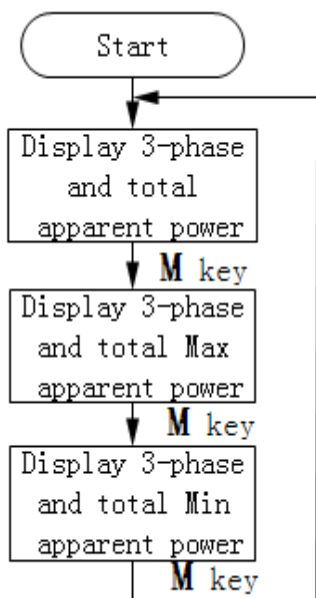 Start
Display 3-phase
and total
apparent power
M key
Display 3-phase
and total Max
apparent power
M key
Display 3-phase
and total Min
apparent power
M key